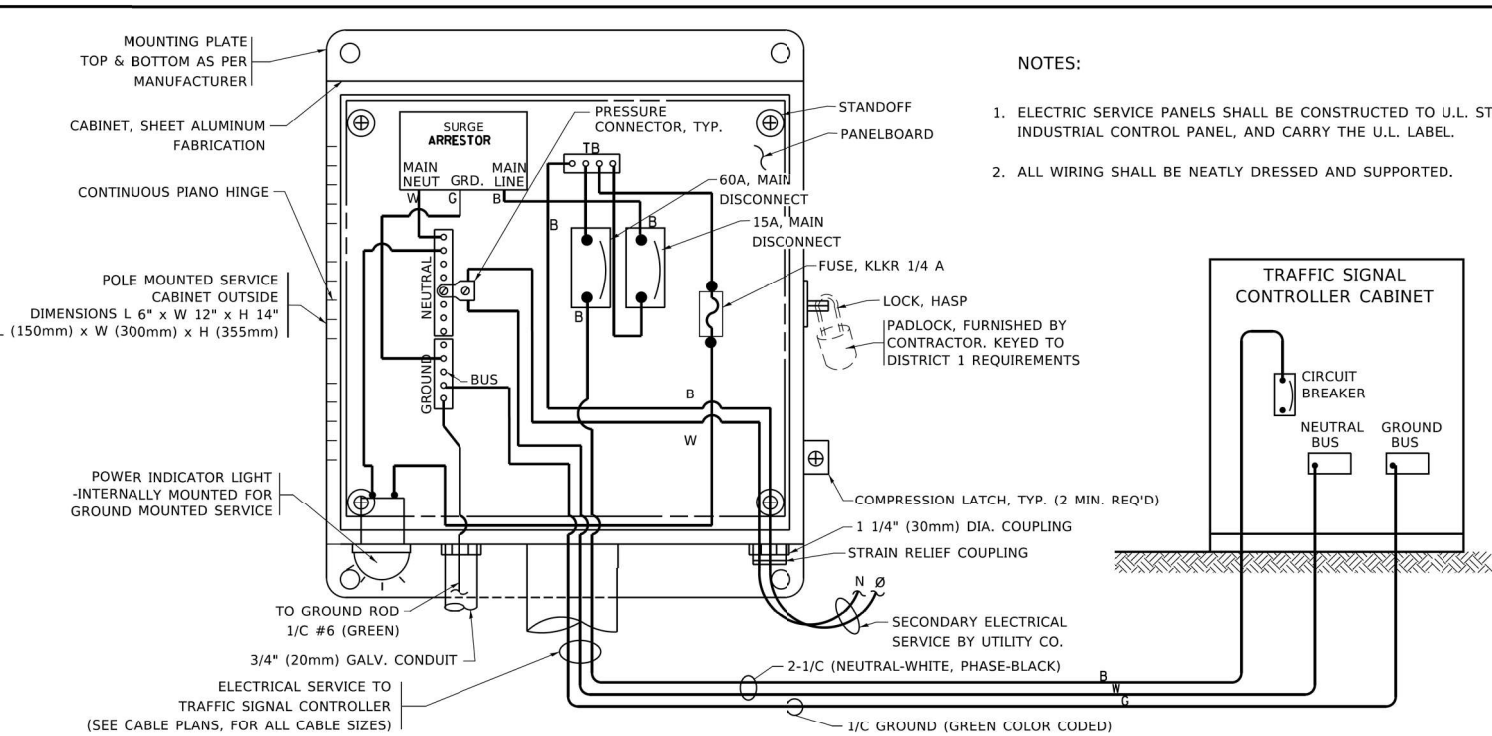 MOUNTING PLATE
TOP & BOTTOM AS PER
MANUFACTURER
CABINET, SHEET ALUMINUM
FABRICATION
CONTINUOUS PIANO HINGE
POLE MOUNTED SERVICE
CABINET OUTSIDE
DIMENSIONS L 6" x W 12" x H 14"
L (150mm) x W (300mm) x H (355mm)
POWER INDICATOR LIGHT
-INTERNALLY MOUNTED FOR
GROUND MOUNTED SERVICE
TO GROUND ROD
1/C #6 (GREEN)
3/4" (20mm) GALV. CONDUIT
ELECTRICAL SERVICE TO
TRAFFIC SIGNAL CONTROLLER
(SEE CABLE PLANS, FOR ALL CABLE SIZES)
SURGE
ARRESTOR
MAIN
NEUT
GRD.
MAIN
LINE
W
G
B
PRESSURE
CONNECTOR, TYP.
TB
B
B
B
NEUTRAL
GROUND
BUS
STANDOFF
PANELBOARD
60A, MAIN
DISCONNECT
15A, MAIN
DISCONNECT
FUSE, KLKR 1/4 A
LOCK, HASP
PADLOCK, FURNISHED BY
CONTRACTOR. KEYED TO
DISTRICT 1 REQUIREMENTS
B
W
COMPRESSION LATCH, TYP. (2 MIN. REQ'D)
1 1/4" (30mm) DIA. COUPLING
STRAIN RELIEF COUPLING
N Ø
SECONDARY ELECTRICAL
SERVICE BY UTILITY CO.
2-1/C (NEUTRAL-WHITE, PHASE-BLACK)
B
W
G
1/C GROUND (GREEN COLOR CODED)
NOTES:
1. ELECTRIC SERVICE PANELS SHALL BE CONSTRUCTED TO U.L. ST
INDUSTRIAL CONTROL PANEL, AND CARRY THE U.L. LABEL.
2. ALL WIRING SHALL BE NEATLY DRESSED AND SUPPORTED.
TRAFFIC SIGNAL
CONTROLLER CABINET
CIRCUIT
BREAKER
NEUTRAL
BUS
GROUND
BUS